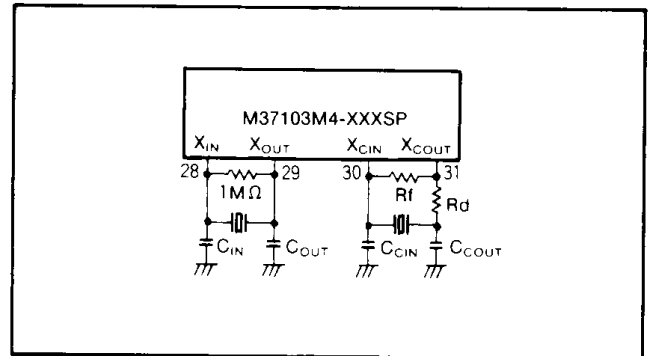 M37103M4-XXXSP
XIN XOUT XCIN XCOUT
28 29 30 31
1MΩ Rf
Rd
CIN COUT CCIN CCOUT